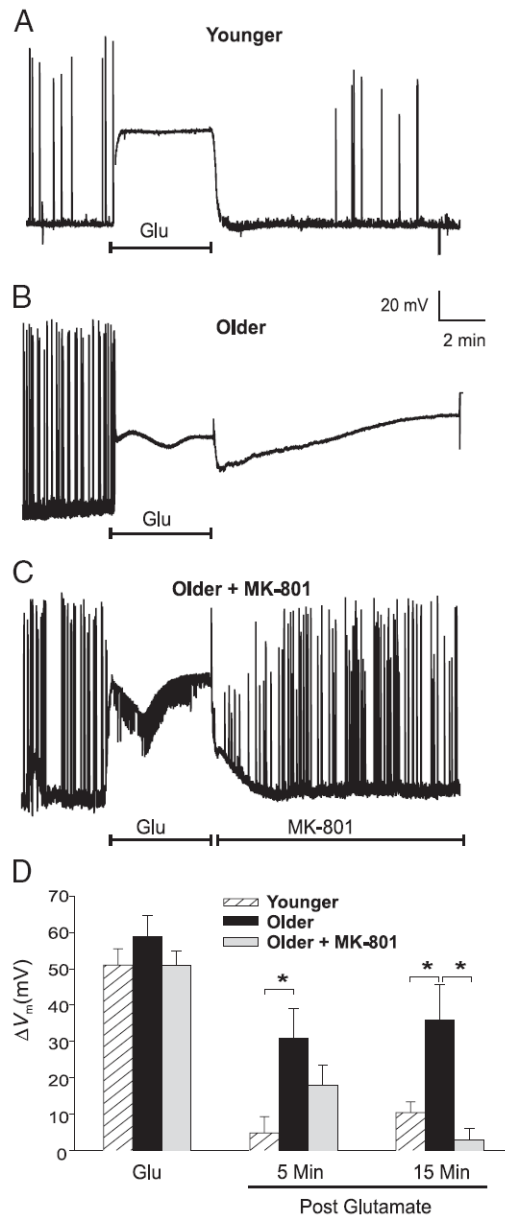 A
Younger
Glu
B
20 mV
2 min
Older
Glu
C
Older + MK-801
Glu
MK-801
D
70
60
50
40
30
20
10
0
ΔVm(mV)
Younger
Older
Older + MK-801
*
* *
Glu
5 Min
15 Min
Post Glutamate